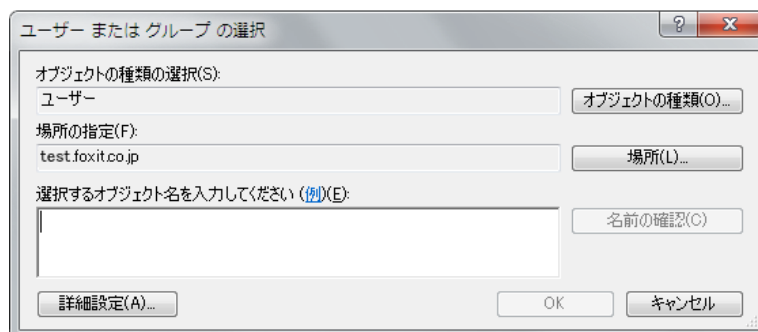 ユーザー または グループ の選択
オブジェクトの種類の選択(S):
ユーザー
オブジェクトの種類(O)...
場所の指定(F):
test.foxit.co.jp
場所(L)...
選択するオブジェクト名を入力してください (例)(E):
名前の確認(C)
詳細設定(A)...
OK
キャンセル